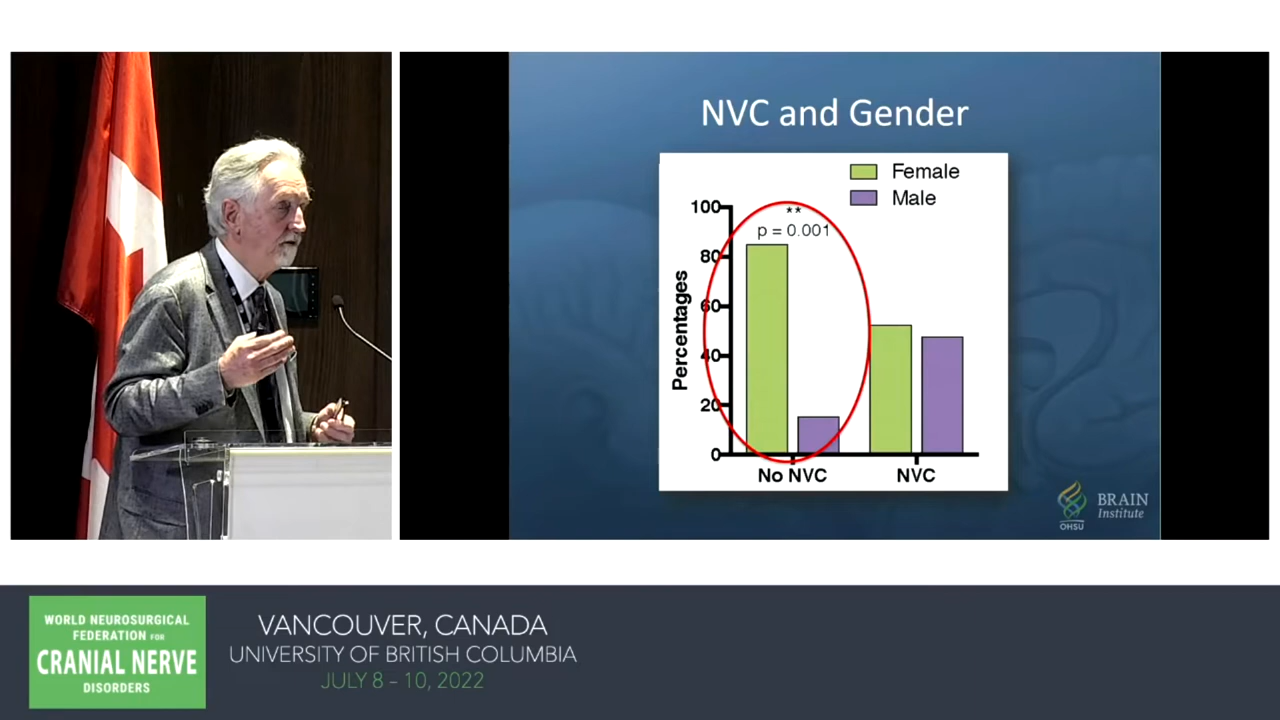 NVC and Gender
Female
Male
**
p = 0.001
100
80
60
40
20
0
Percentages
No NVC
NVC
BRAIN
Institute
OHSU
WORLD NEUROSURGICAL
FEDERATION FOR
CRANIAL NERVE
DISORDERS
VANCOUVER, CANADA
UNIVERSITY OF BRITISH COLUMBIA
JULY 8 – 10, 2022